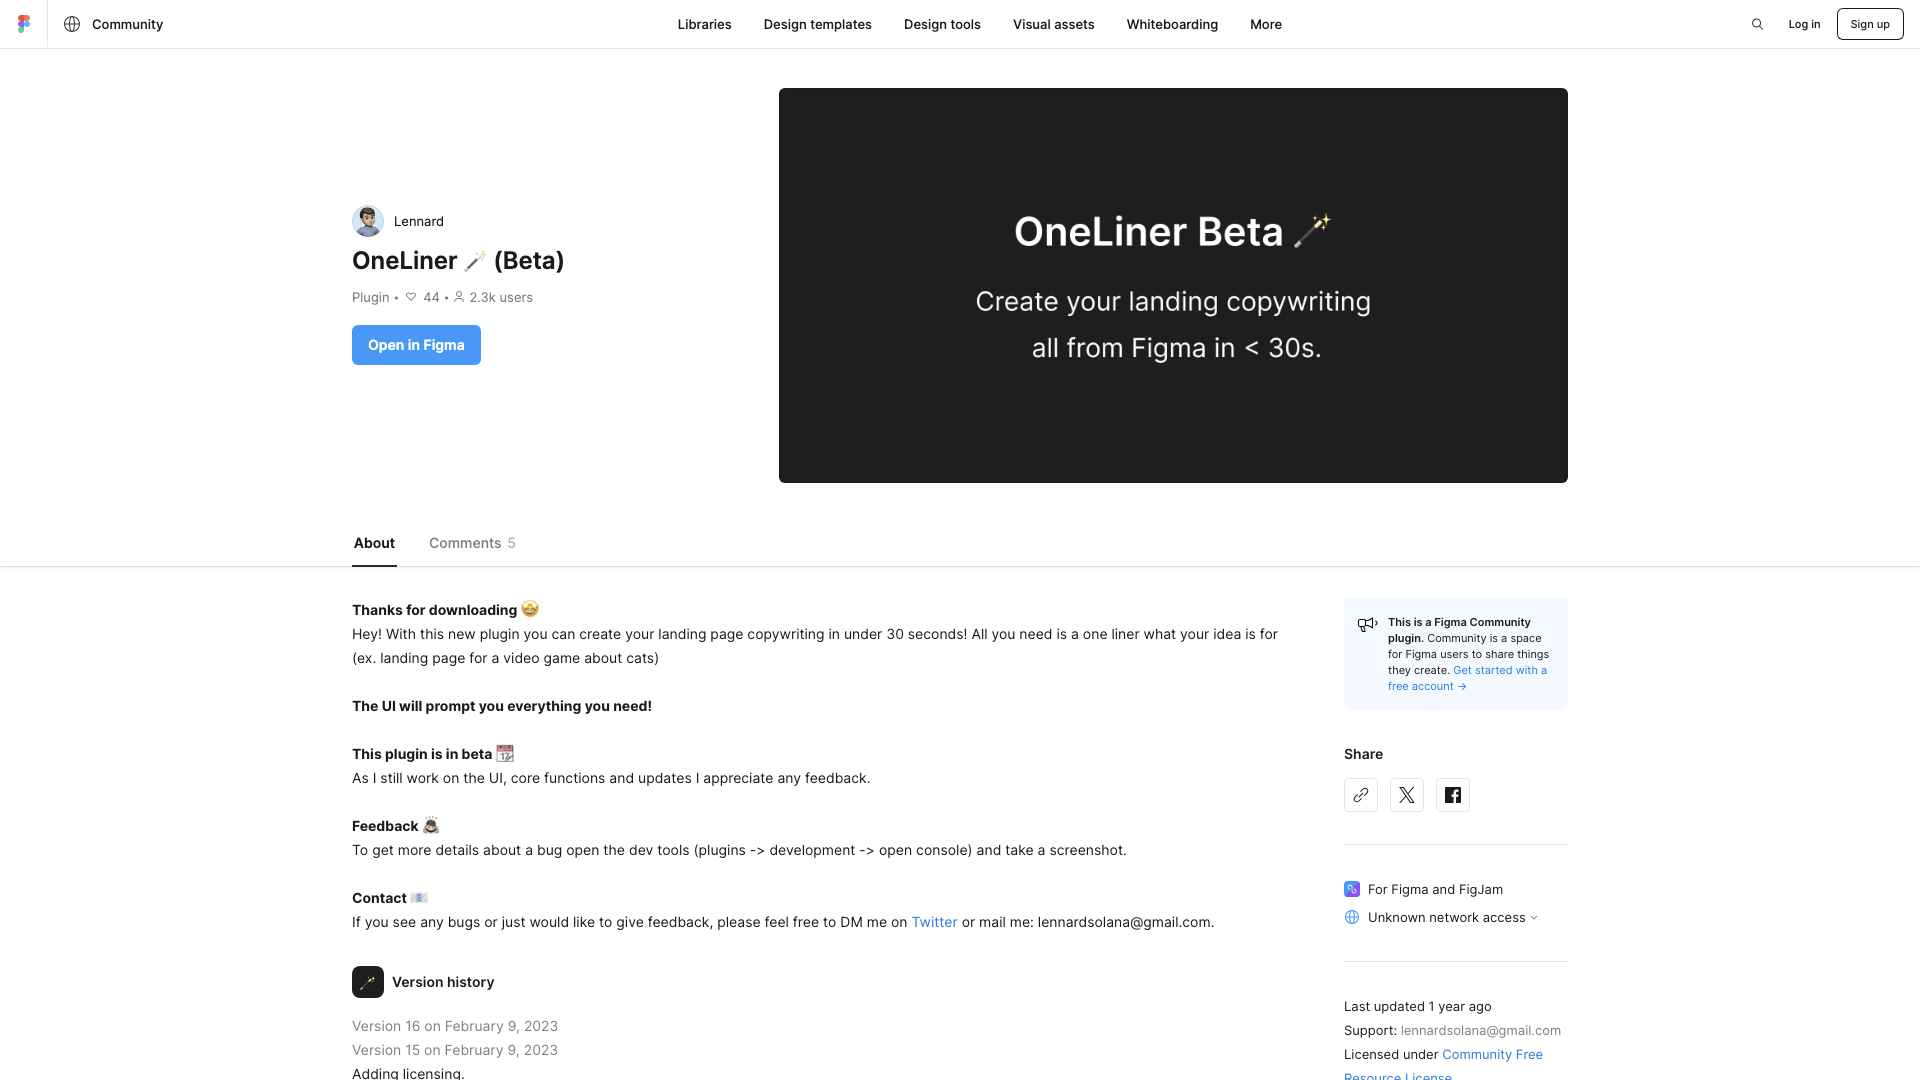 Community
Libraries
Design templates
Design tools
Visual assets
Whiteboarding
More
Log in
Sign up
Lennard
OneLiner 🪄 (Beta)
Plugin • 44 • 2.3k users
Open in Figma
OneLiner Beta 🪄
Create your landing copywriting
all from Figma in < 30s.
About
Comments 5
Thanks for downloading 🤩
Hey! With this new plugin you can create your landing page copywriting in under 30 seconds! All you need is a one liner what your idea is for
(ex. landing page for a video game about cats)
The UI will prompt you everything you need!
This plugin is in beta 📆
As I still work on the UI, core functions and updates I appreciate any feedback.
Feedback
To get more details about a bug open the dev tools (plugins -> development -> open console) and take a screenshot.
Contact 📧
If you see any bugs or just would like to give feedback, please feel free to DM me on Twitter or mail me: lennardsolana@gmail.com.
Version history
Version 16 on February 9, 2023
Version 15 on February 9, 2023
Adding licensing.
This is a Figma Community
plugin. Community is a space
for Figma users to share things
they create. Get started with a
free account →
Share
For Figma and FigJam
Unknown network access
Last updated 1 year ago
Support: lennardsolana@gmail.com
Licensed under Community Free
Resource License